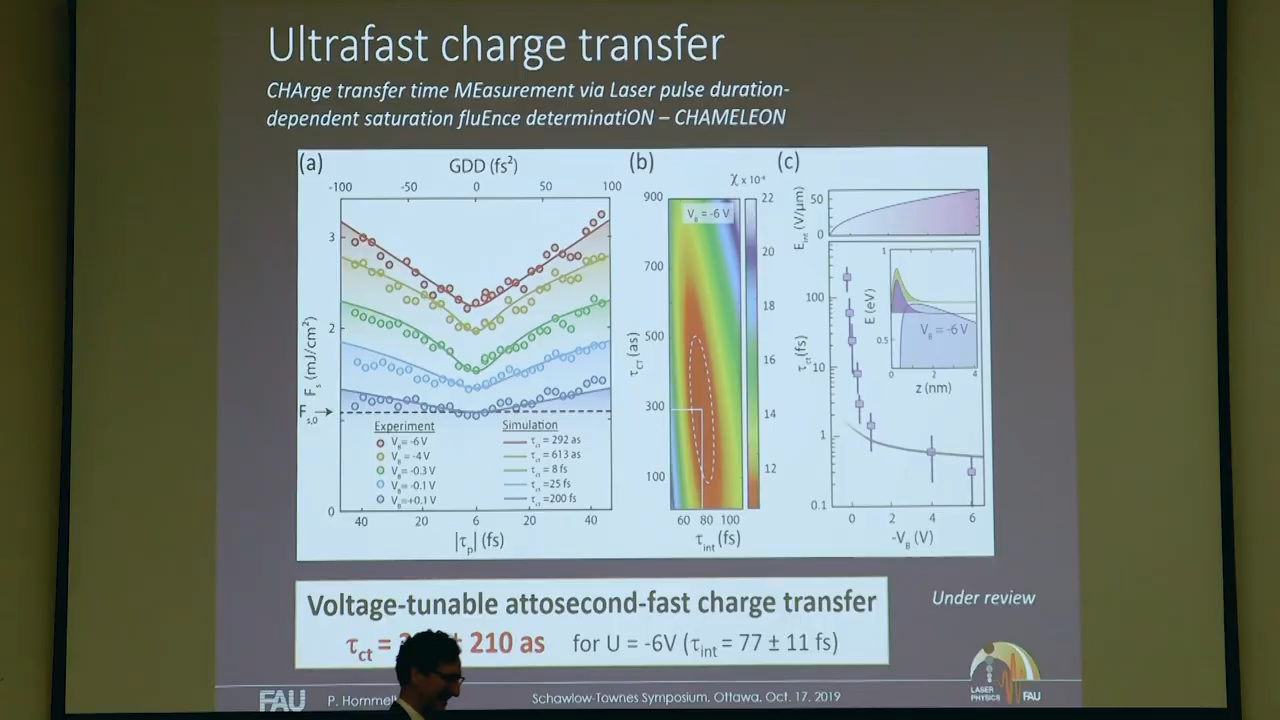 Ultrafast charge transfer
CHArge transfer time MEasurement via Laser pulse duration-
dependent saturation fluEnce determinatiON – CHAMELEON
(a)
GDD (fs²)
-100 -50 0 50 100
3
2
0
F_s (mJ/cm²)
F_s,0
Experiment
V_B= -6 V
V_B= -4 V
V_B= -0.3 V
V_B= -0.1 V
V_B=+0.1 V
Simulation
τ_ct = 292 as
τ_ct = 613 as
τ_ct = 8 fs
τ_ct =25 fs
τ_ct =200 fs
40 20 6 20 40
|τ_p| (fs)
(b)
χ x 10⁻⁴
V_B = -6 V
900
700
500
300
100
τ_CT (as)
22
20
18
16
14
12
60 80 100
τ_int (fs)
(c)
E_int (V/μm)
50
0
τ_ct (fs)
100
10
1
0.1
E (eV)
1
0.5
V_B = -6 V
0 2 4
z (nm)
0 2 4 6
-V_B (V)
Voltage-tunable attosecond-fast charge transfer
τ_ct = 210 as for U = -6V (τ_int = 77 ± 11 fs)
Under review
FAU
P. Hommel
Schawlow-Townes Symposium, Ottawa, Oct. 17, 2019
LASER
PHYSICS
FAU